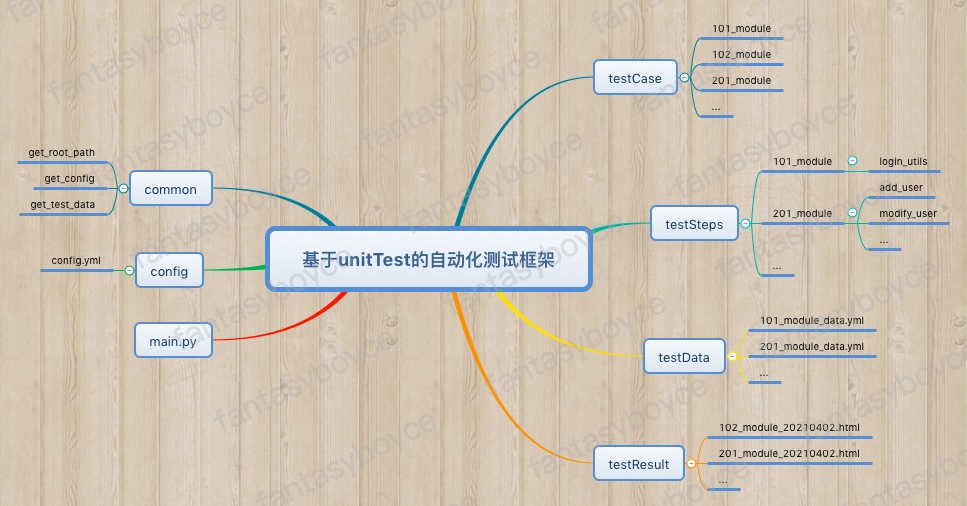 基于unitTest的自动化测试框架
testCase
101_module
102_module
201_module
...
testSteps
101_module
login_utils
201_module
add_user
modify_user
...
...
testData
101_module_data.yml
201_module_data.yml
...
testResult
102_module_20210402.html
201_module_20210402.html
...
common
get_root_path
get_config
get_test_data
config
config.yml
main.py
fantasyboyce